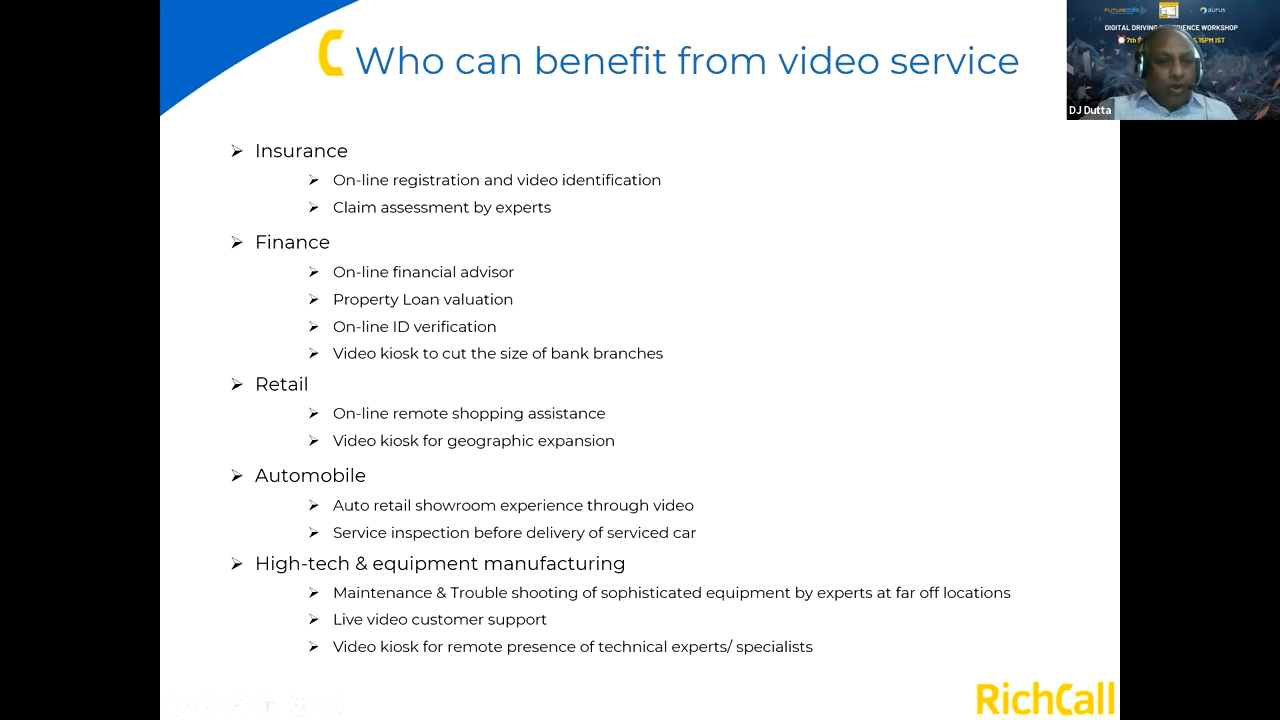 Who can benefit from video service
Insurance
On-line registration and video identification
Claim assessment by experts
Finance
On-line financial advisor
Property Loan valuation
On-line ID verification
Video kiosk to cut the size of bank branches
Retail
On-line remote shopping assistance
Video kiosk for geographic expansion
Automobile
Auto retail showroom experience through video
Service inspection before delivery of serviced car
High-tech & equipment manufacturing
Maintenance & Trouble shooting of sophisticated equipment by experts at far off locations
Live video customer support
Video kiosk for remote presence of technical experts/ specialists
RichCall
aurus
DIGITAL DRIVING WORKSHOP
7th 15PM IST
DJ Dutta